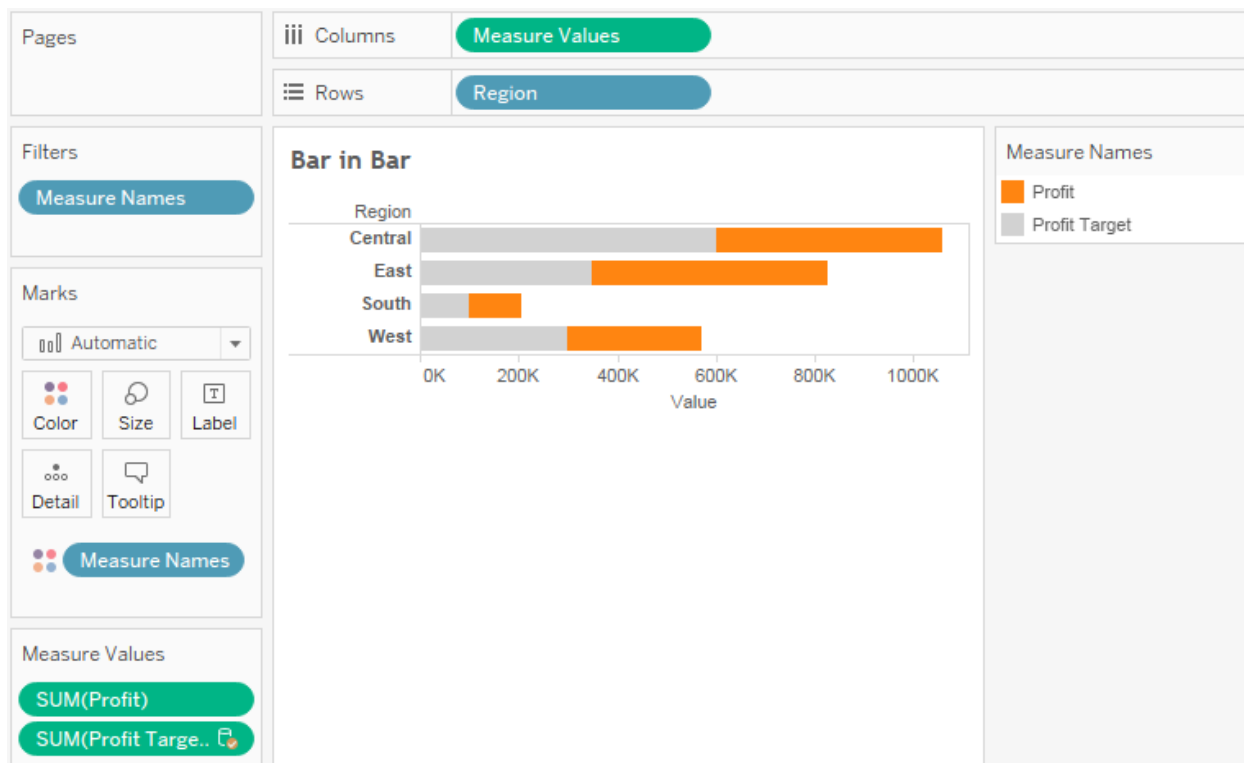 Pages
Columns
Measure Values
Rows
Region
Filters
Measure Names
Marks
Automatic
Color
Size
T
Label
Detail
Tooltip
Measure Names
Measure Values
SUM(Profit)
SUM(Profit Targe..
Bar in Bar
Region
Central
East
South
West
0K 200K 400K 600K 800K 1000K
Value
Measure Names
Profit
Profit Target